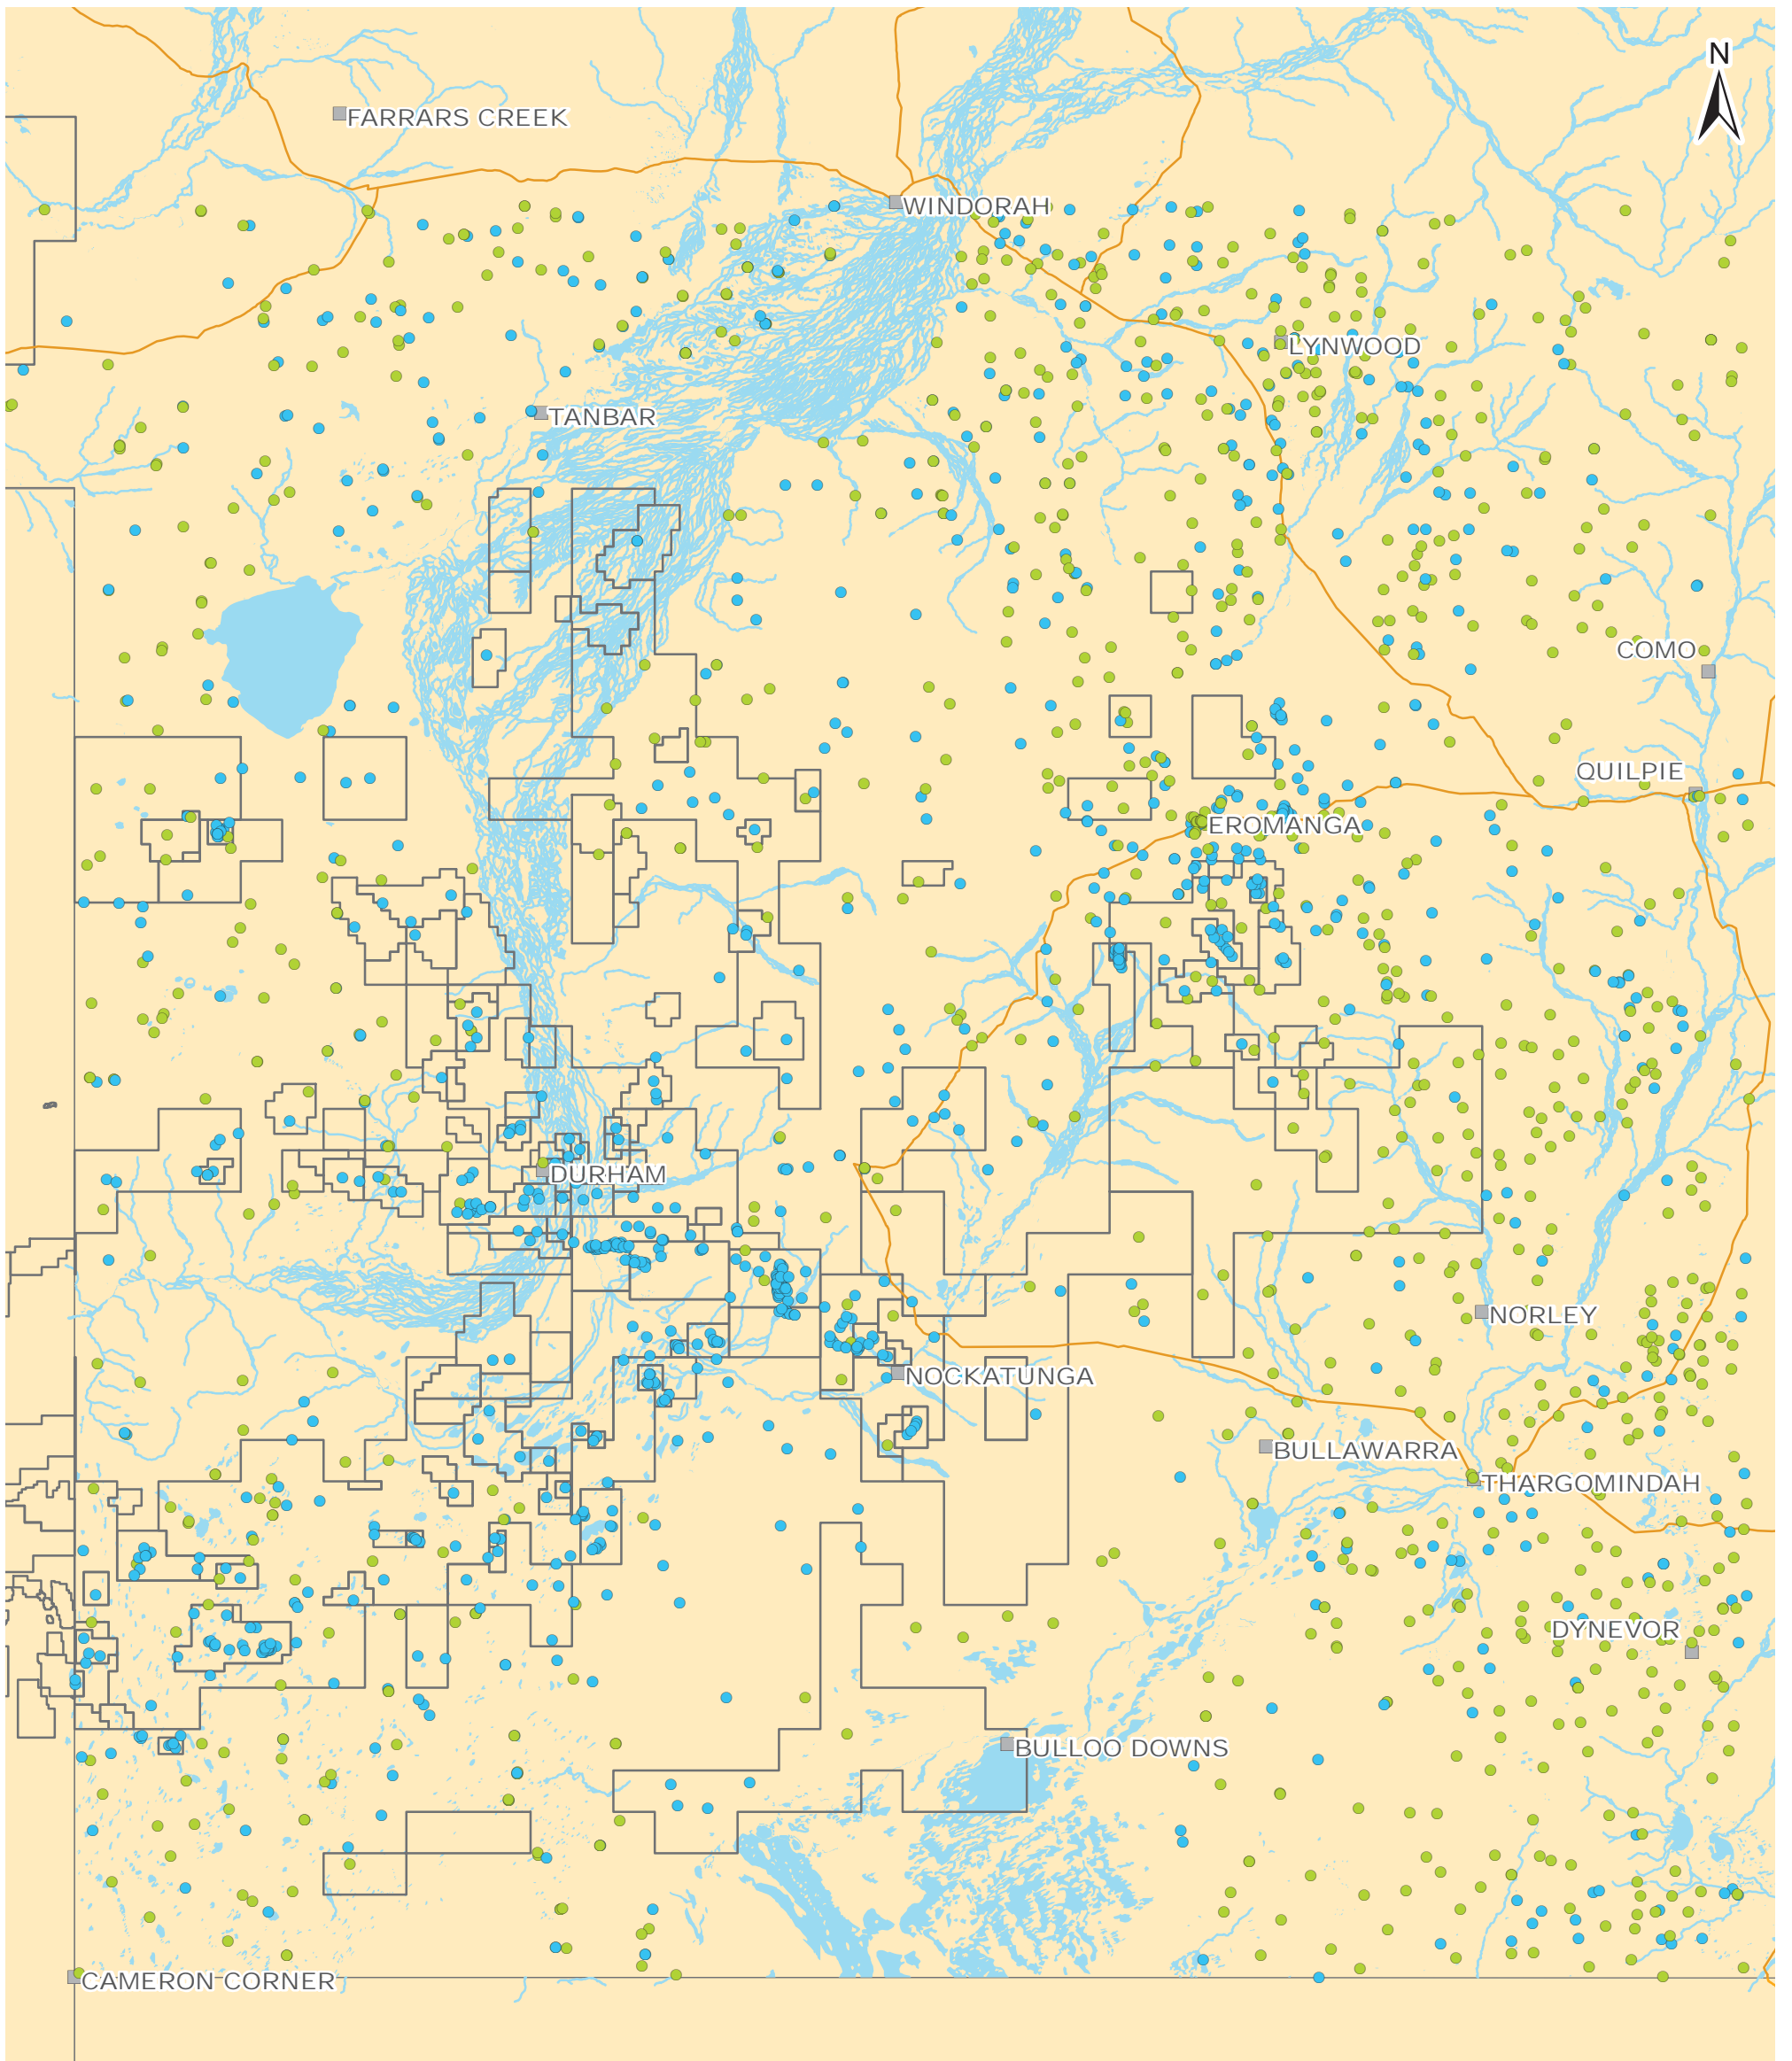 N
FARRARS CREEK
WINDORAH
LYNWOOD
TANBAR
COMO
QUILPIE
EROMANGA
DURHAM
NORLEY
NOCKATUNGA
BULLAWARRA
THARGOMINDAH
DYNEVOR
BULLOO DOWNS
CAMERON CORNER